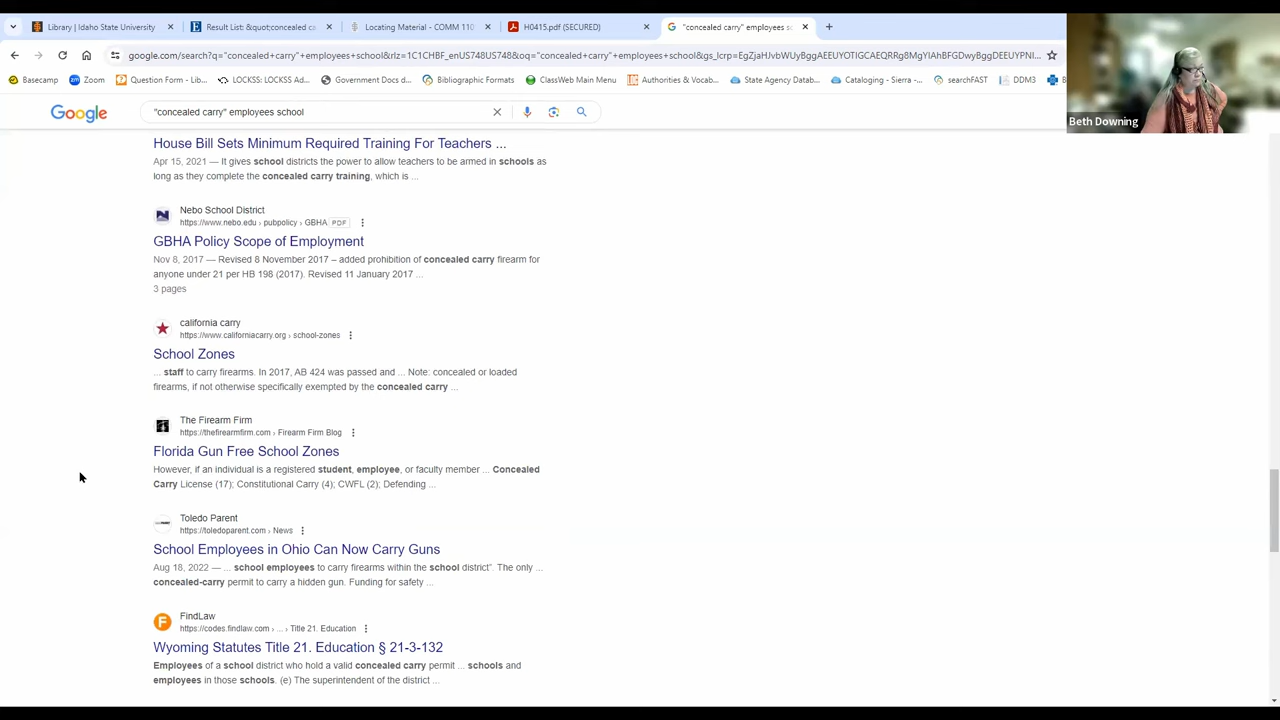 Library | Idaho State University
Result List: &quot;concealed ca
Locating Material - COMM 110
H0415.pdf (SECURED)
"concealed carry" employees s
google.com/search?q="concealed+carry"+employees+school&rlz=1C1CHBF_enUS748US748&oq="concealed+carry"+employees+school&gs_lcrp=
Basecamp
Zoom
Question Form - Lib...
LOCKSS: LOCKSS Ad...
Government Docs d...
Bibliographic Formats
ClassWeb Main Menu
Authorities & Vocab...
State Agency Datab...
Cataloging - Sierra -...
searchFAST
DDM3
Beth Downing
Google
"concealed carry" employees school
House Bill Sets Minimum Required Training For Teachers ...
Apr 15, 2021 — It gives school districts the power to allow teachers to be armed in schools as
long as they complete the concealed carry training, which is ...
Nebo School District
https://www.nebo.edu › pubpolicy › GBHA PDF
GBHA Policy Scope of Employment
Nov 8, 2017 — Revised 8 November 2017 – added prohibition of concealed carry firearm for
anyone under 21 per HB 198 (2017). Revised 11 January 2017 ...
3 pages
california carry
https://www.californiacarry.org › school-zones
School Zones
... staff to carry firearms. In 2017, AB 424 was passed and ... Note: concealed or loaded
firearms, if not otherwise specifically exempted by the concealed carry ...
The Firearm Firm
https://thefirearmfirm.com › Firearm Firm Blog
Florida Gun Free School Zones
However, if an individual is a registered student, employee, or faculty member ... Concealed
Carry License (17); Constitutional Carry (4); CWFL (2); Defending ...
Toledo Parent
https://toledoparent.com › News
School Employees in Ohio Can Now Carry Guns
Aug 18, 2022 — ... school employees to carry firearms within the school district”. The only ...
concealed-carry permit to carry a hidden gun. Funding for safety ...
FindLaw
https://codes.findlaw.com › ... › Title 21. Education
Wyoming Statutes Title 21. Education § 21-3-132
Employees of a school district who hold a valid concealed carry permit ... schools and
employees in those schools. (e) The superintendent of the district ...